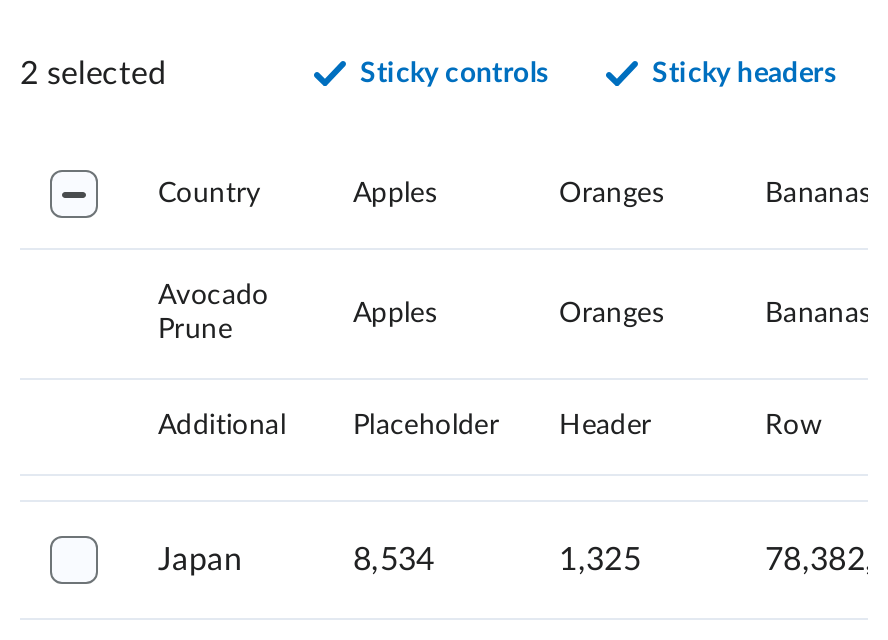 2 selected Sticky controls Sticky headers
Country Apples Oranges Bananas
Avocado
Prune Apples Oranges Bananas
Additional Placeholder Header Row
Japan 8,534 1,325 78,382,